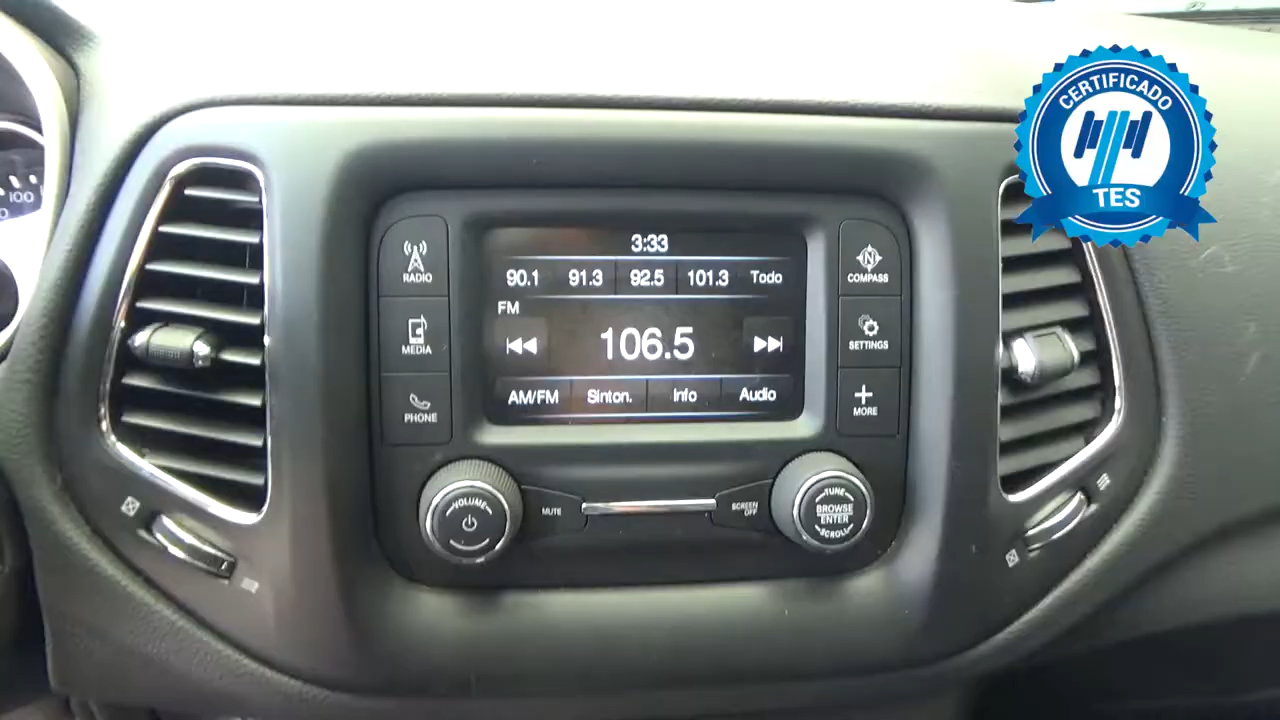 CERTIFICADO
TES
100
3:33
90.1 91.3 92.5 101.3 Todo
FM
106.5
AM/FM Sinton. Info Audio
RADIO
MEDIA
PHONE
N
COMPASS
SETTINGS
MORE
VOLUME
MUTE
SCREEN
OFF
TUNE
BROWSE
ENTER
SCROLL